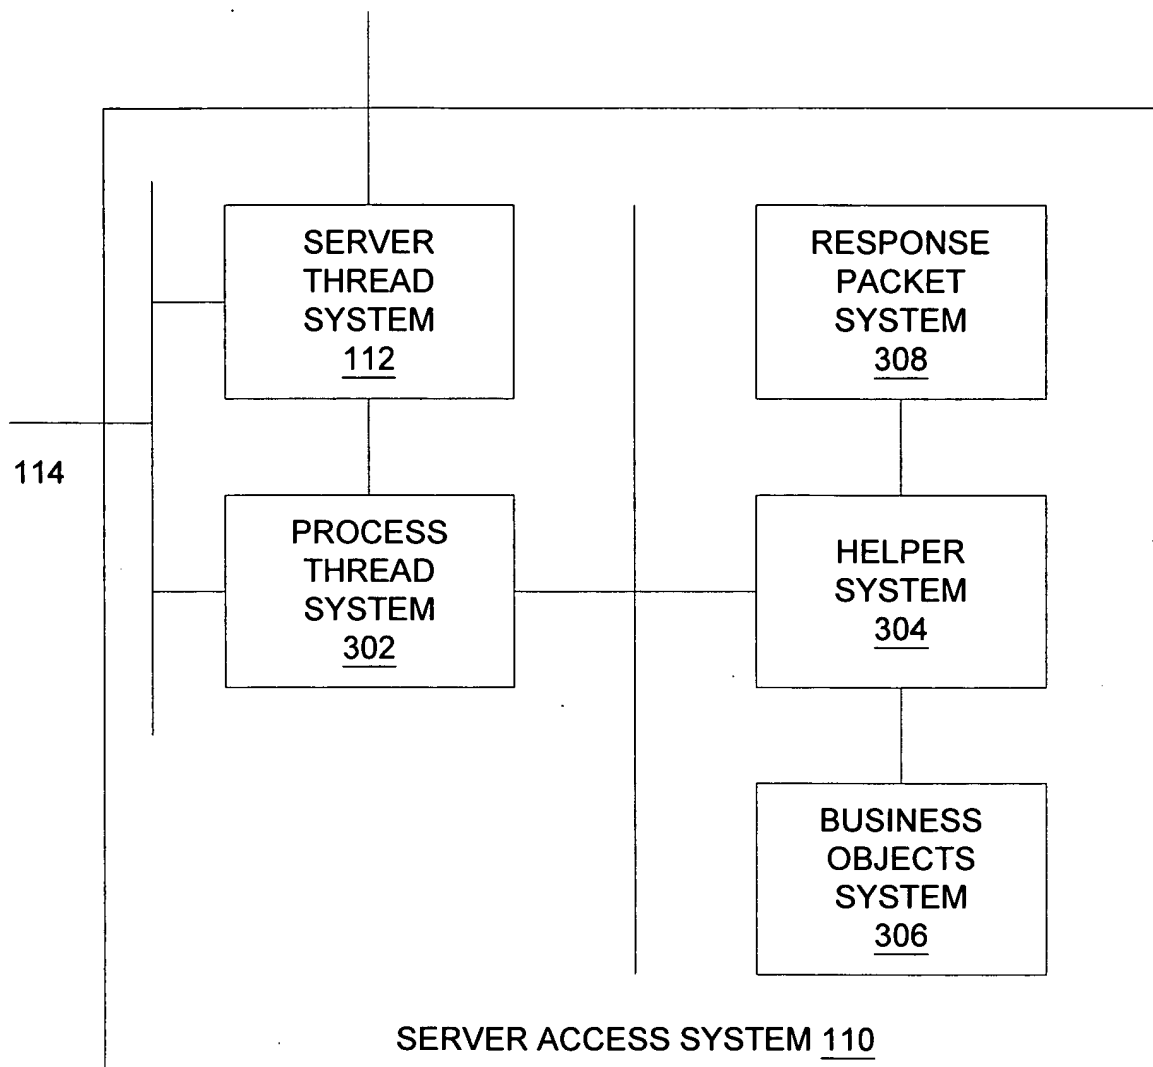 SERVER
THREAD
SYSTEM
112
RESPONSE
PACKET
SYSTEM
308
114
PROCESS
THREAD
SYSTEM
302
HELPER
SYSTEM
304
BUSINESS
OBJECTS
SYSTEM
306
SERVER ACCESS SYSTEM 110